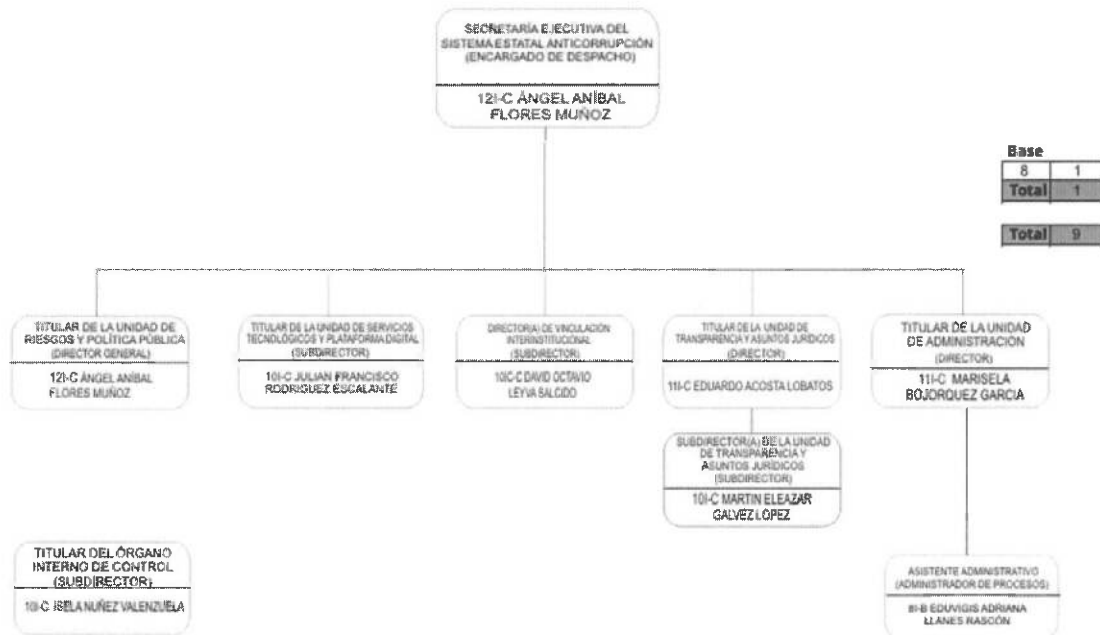 SECRETARÍA EJECUTIVA DEL
SISTEMA ESTATAL ANTICORRUPCIÓN
(ENCARGADO DE DESPACHO)
12I-C ÁNGEL ANÍBAL
FLORES MUÑOZ
Base
8 1
Total 1
Total 9
TITULAR DE LA UNIDAD DE
RIESGOS Y POLÍTICA PÚBLICA
(DIRECTOR GENERAL)
12I-C ÁNGEL ANÍBAL
FLORES MUÑOZ
TITULAR DE LA UNIDAD DE SERVICIOS
TECNOLÓGICOS Y PLATAFORMA DIGITAL
(SUBDIRECTOR)
10I-C JULIAN FRANCISCO
RODRIGUEZ ESCALANTE
DIRECTOR(A) DE VINCULACIÓN
INTERINSTITUCIONAL
(SUBDIRECTOR)
10IC-C DAVID OCTAVIO
LEYVA SALCIDO
TITULAR DE LA UNIDAD DE
TRANSPARENCIA Y ASUNTOS JURÍDICOS
(DIRECTOR)
11I-C EDUARDO ACOSTA LOBATOS
TITULAR DE LA UNIDAD
DE ADMINISTRACIÓN
(DIRECTOR)
11I-C MARISELA
BOJORQUEZ GARCIA
SUBDIRECTOR(A) DE LA UNIDAD
DE TRANSPARENCIA Y
ASUNTOS JURÍDICOS
(SUBDIRECTOR)
10I-C MARTIN ELEAZAR
GALVEZ LOPEZ
TITULAR DEL ÓRGANO
INTERNO DE CONTROL
(SUBDIRECTOR)
10I-C ISELA NUÑEZ VALENZUELA
ASISTENTE ADMINISTRATIVO
(ADMINISTRADOR DE PROCESOS)
8I-B EDUVIGIS ADRIANA
LLANES RASCÓN